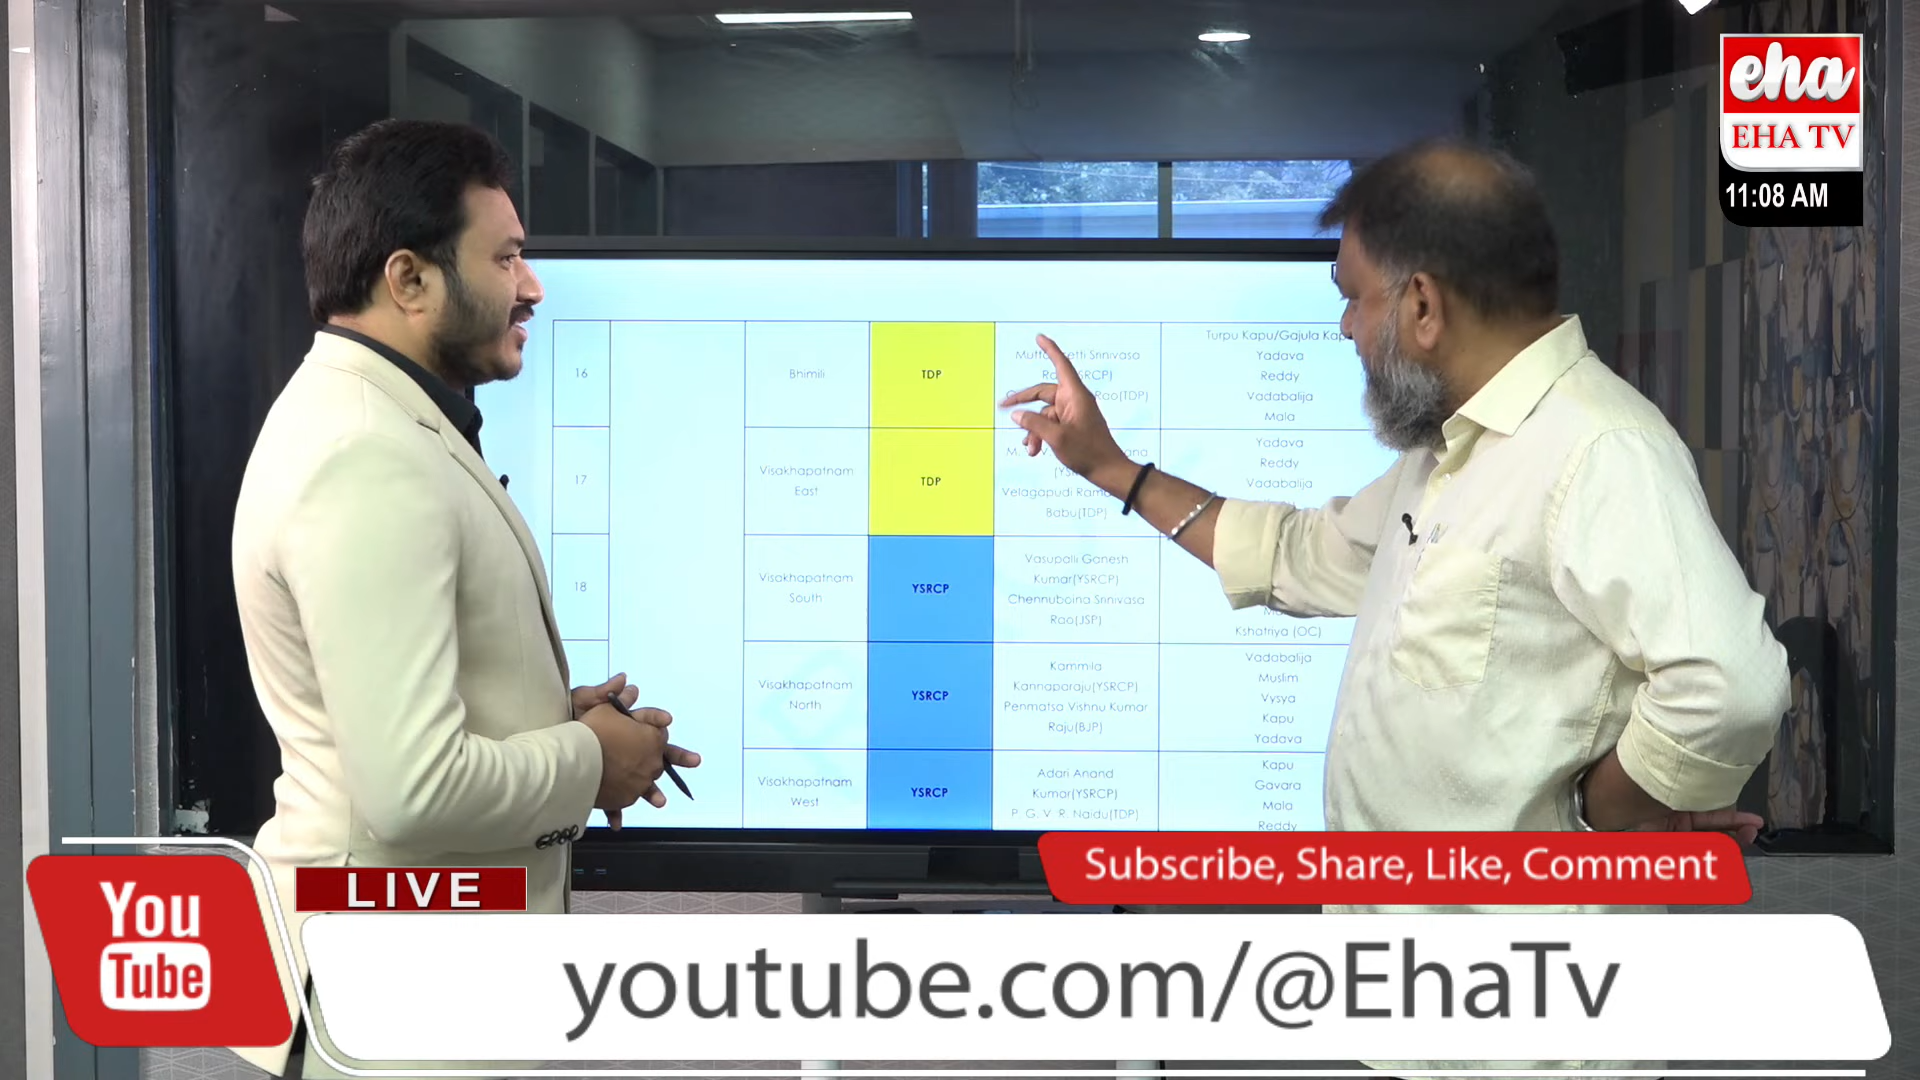 eha
EHA TV
11:08 AM
16
Bhimili
TDP
Srinivasa
Rao(TDP)
Turpu Kapu/Gajula
Yadava
Reddy
Vadabalija
Mala
17
Visakhapatnam
East
TDP
M.
Velagapudi
Babu(TDP)
Yadava
Reddy
Vadabalija
18
Visakhapatnam
South
YSRCP
Vasupalli Ganesh
Kumar(YSRCP)
Chennuboina Srinivasa
Rao(JSP)
Kshatriya (OC)
Visakhapatnam
North
YSRCP
Kammila
Kannaparaju(YSRCP)
Penmatsa Vishnu Kumar
Raju(BJP)
Vadabalija
Muslim
Vysya
Kapu
Yadava
Visakhapatnam
West
YSRCP
Adari Anand
Kumar(YSRCP)
P. G. V. R. Naidu(TDP)
Kapu
Gavara
Mala
Reddy
Subscribe, Share, Like, Comment
LIVE
You
Tube
youtube.com/@EhaTv